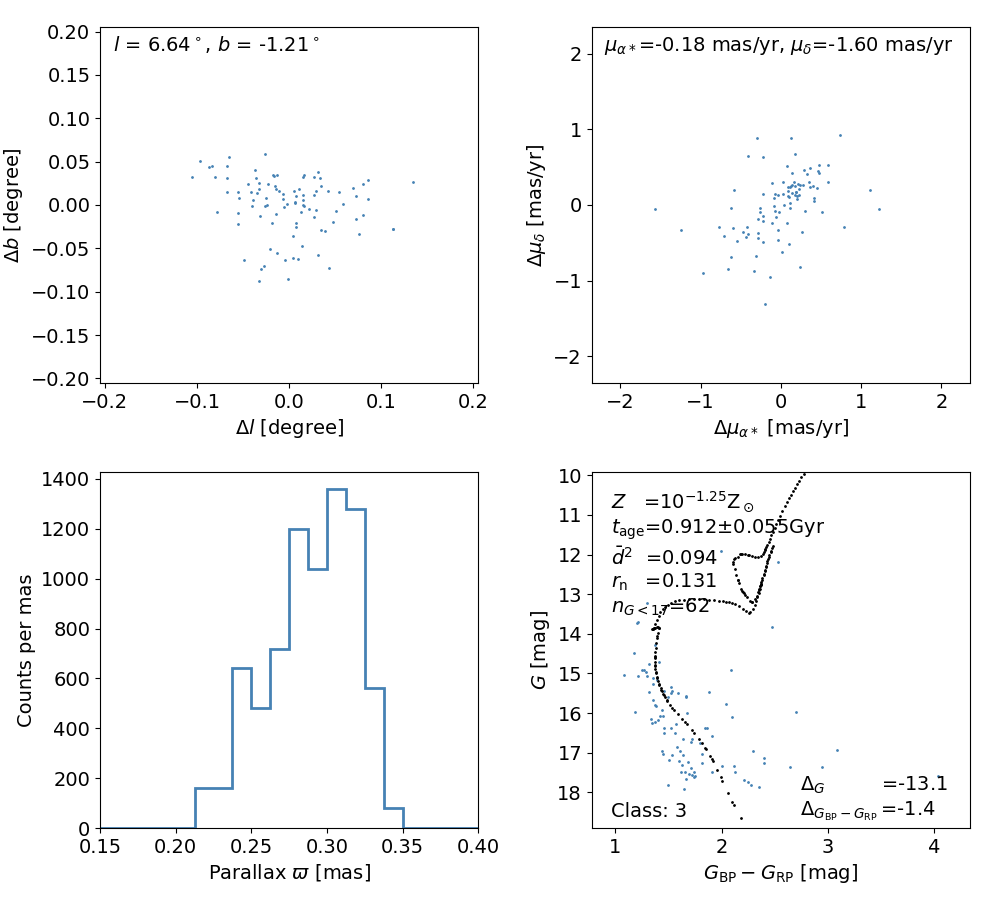 l = 6.64°, b = -1.21°
0.20
0.15
0.10
0.05
0.00
−0.05
−0.10
−0.15
−0.20
Δb [degree]
−0.2 −0.1 0.0 0.1 0.2
Δl [degree]
μα*=-0.18 mas/yr, μδ=-1.60 mas/yr
2
1
0
−1
−2
Δμδ [mas/yr]
−2 −1 0 1 2
Δμα* [mas/yr]
1400
1200
1000
800
600
400
200
0
Counts per mas
0.15 0.20 0.25 0.30 0.35 0.40
Parallax ϖ [mas]
10
11
12
13
14
15
16
17
18
G [mag]
Z =10^−1.25 Z⊙
t_age=0.912±0.055Gyr
d̄² =0.094
r_n =0.131
n_G<17=62
Class: 3
Δ_G =-13.1
Δ_GBP−GRP =-1.4
1 2 3 4
G_BP − G_RP [mag]